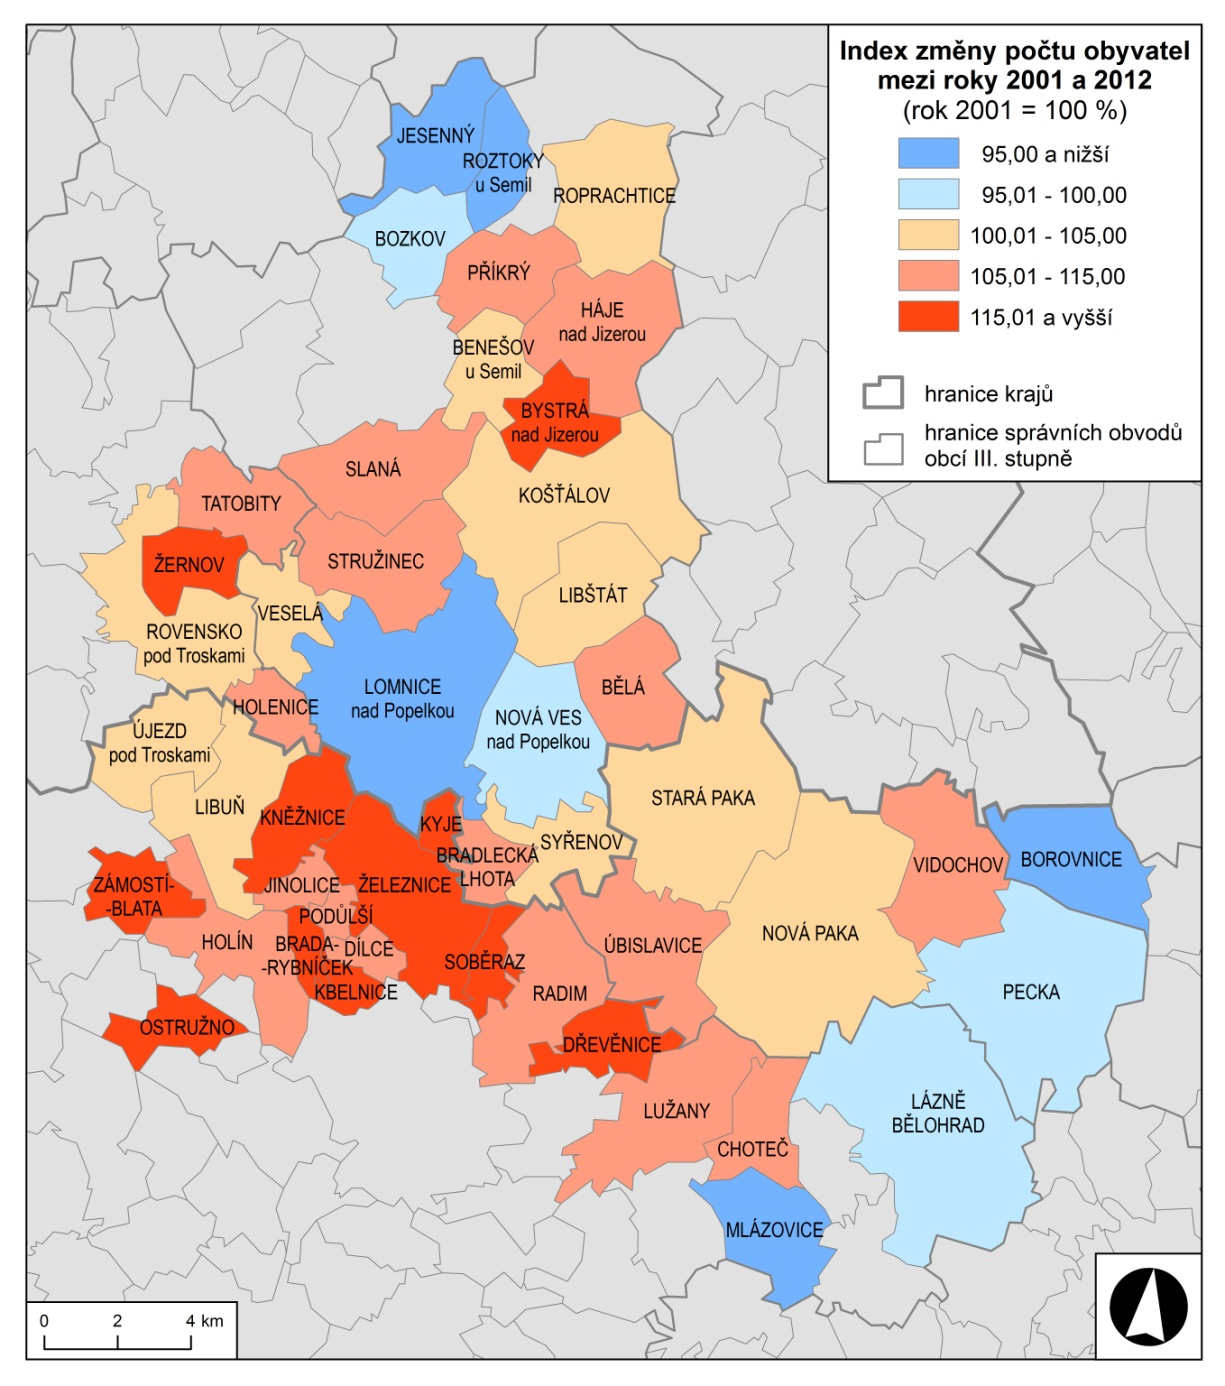 Index změny počtu obyvatel
mezi roky 2001 a 2012
(rok 2001 = 100 %)
95,00 a nižší
95,01 - 100,00
100,01 - 105,00
105,01 - 115,00
115,01 a vyšší
hranice krajů
hranice správních obvodů
obcí III. stupně
JESENNÝ
ROZTOKY
u Semil
ROPRACHTICE
BOZKOV
PŘÍKRÝ
HÁJE
nad Jizerou
BENEŠOV
u Semil
BYSTRÁ
nad Jizerou
SLANÁ
KOŠŤÁLOV
TATOBITY
STRUŽINEC
ŽERNOV
LIBŠTÁT
VESELÁ
ROVENSKO
pod Troskami
LOMNICE
nad Popelkou
BĚLÁ
HOLENICE
NOVÁ VES
nad Popelkou
ÚJEZD
pod Troskami
STARÁ PAKA
LIBUŇ
KNĚŽNICE
KYJE
SYŘENOV
BRADLECKÁ
LHOTA
VIDOCHOV
BOROVNICE
ZÁMOSTÍ-
-BLATA
JINOLICE
ŽELEZNICE
PODŮLŠÍ
HOLÍN
BRADA-
-RYBNÍČEK
DÍLCE
ÚBISLAVICE
NOVÁ PAKA
SOBĚRAZ
KBELNICE
RADIM
PECKA
OSTRUŽNO
DŘEVĚNICE
LUŽANY
LÁZNĚ
BĚLOHRAD
CHOTEČ
MLÁZOVICE
0 2 4 km